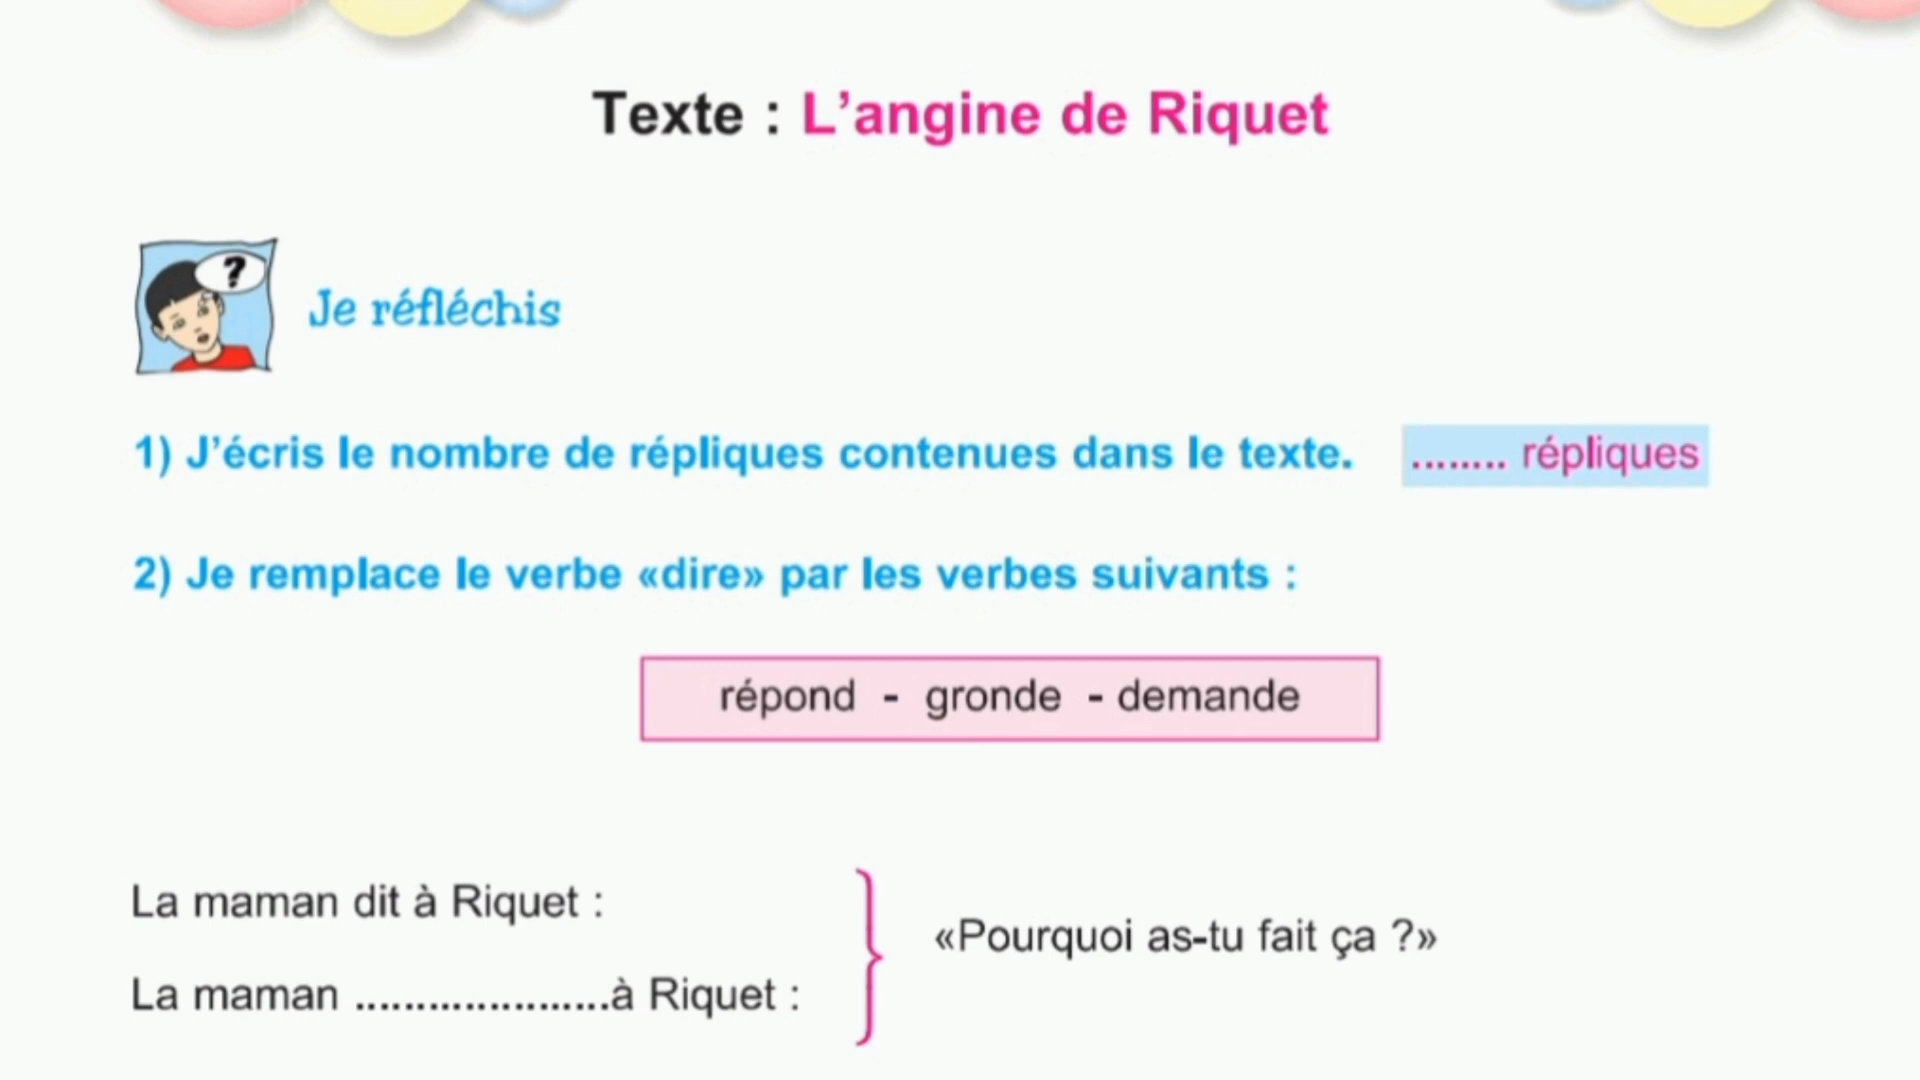 Texte : L’angine de Riquet
?
Je réfléchis
1) J’écris le nombre de répliques contenues dans le texte. ........ répliques
2) Je remplace le verbe «dire» par les verbes suivants :
répond - gronde - demande
La maman dit à Riquet :
«Pourquoi as-tu fait ça ?»
La maman .....................à Riquet :